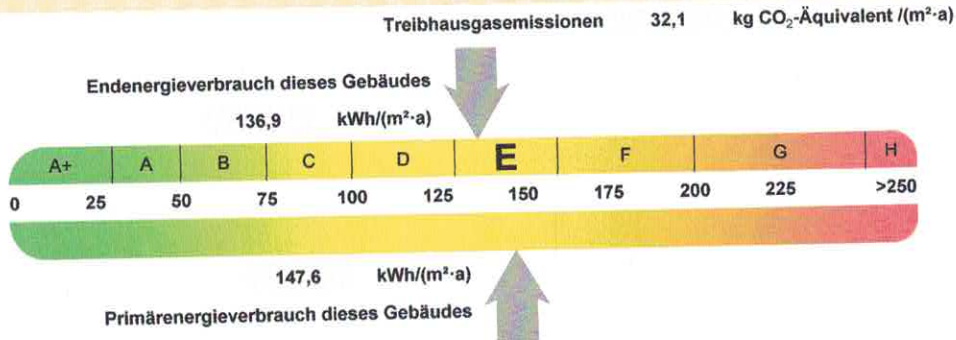 Treibhausgasemissionen 32,1 kg CO₂-Äquivalent /(m²·a)
Endenergieverbrauch dieses Gebäudes
136,9 kWh/(m²·a)
A+ A B C D E F G H
0 25 50 75 100 125 150 175 200 225 >250
147,6 kWh/(m²·a)
Primärenergieverbrauch dieses Gebäudes